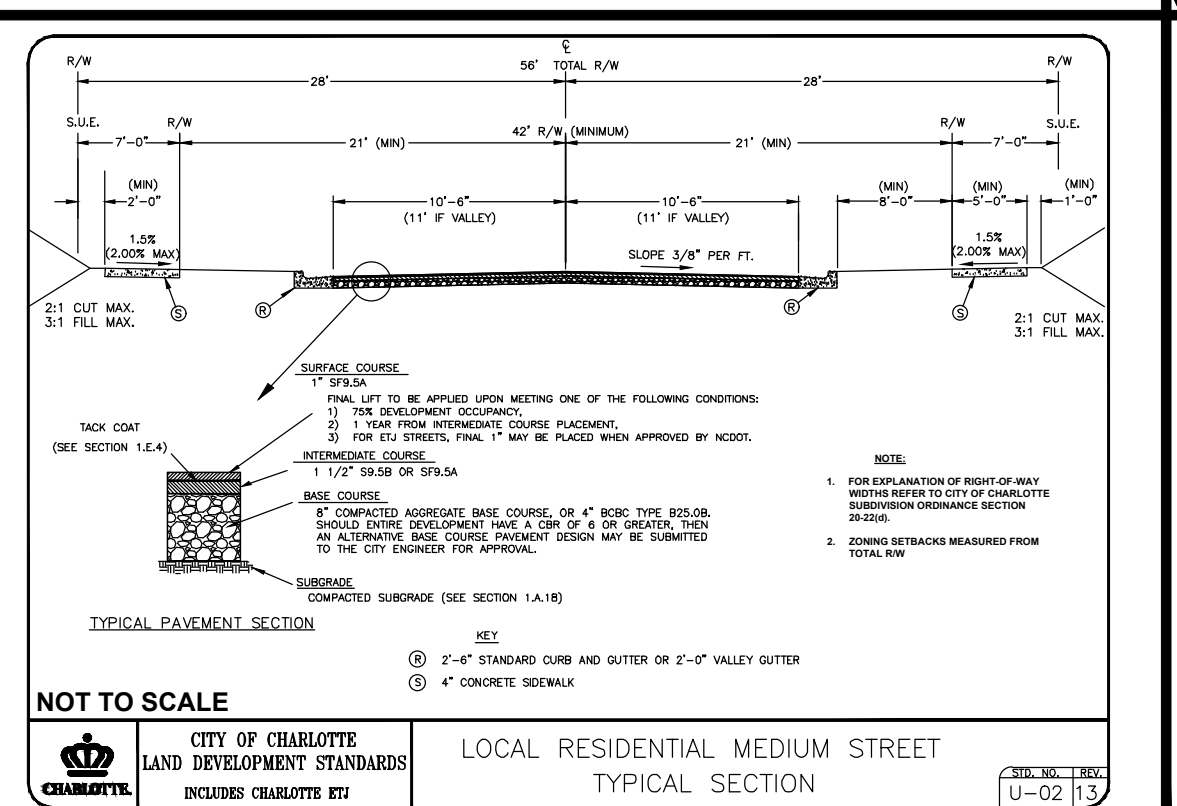 R/W
℄
R/W
56' TOTAL R/W
28'
28'
S.U.E.
R/W
R/W
S.U.E.
7'-0"
21' (MIN)
42' R/W (MINIMUM)
21' (MIN)
7'-0"
(MIN)
2'-0"
10'-6"
(11' IF VALLEY)
10'-6"
(11' IF VALLEY)
(MIN)
8'-0"
(MIN)
5'-0"
(MIN)
1'-0"
1.5%
(2.00% MAX)
SLOPE 3/8" PER FT.
1.5%
(2.00% MAX)
2:1 CUT MAX.
3:1 FILL MAX.
S
R
R
S
2:1 CUT MAX.
3:1 FILL MAX.
SURFACE COURSE
1" SF9.5A
FINAL LIFT TO BE APPLIED UPON MEETING ONE OF THE FOLLOWING CONDITIONS:
1) 75% DEVELOPMENT OCCUPANCY,
2) 1 YEAR FROM INTERMEDIATE COURSE PLACEMENT,
3) FOR ETJ STREETS, FINAL 1" MAY BE PLACED WHEN APPROVED BY NCDOT.
TACK COAT
(SEE SECTION 1.E.4)
INTERMEDIATE COURSE
1 1/2" S9.5B OR SF9.5A
BASE COURSE
8" COMPACTED AGGREGATE BASE COURSE, OR 4" BCBC TYPE B25.0B.
SHOULD ENTIRE DEVELOPMENT HAVE A CBR OF 6 OR GREATER, THEN
AN ALTERNATIVE BASE COURSE PAVEMENT DESIGN MAY BE SUBMITTED
TO THE CITY ENGINEER FOR APPROVAL.
SUBGRADE
COMPACTED SUBGRADE (SEE SECTION 1.A.18)
TYPICAL PAVEMENT SECTION
NOTE:
1. FOR EXPLANATION OF RIGHT-OF-WAY
WIDTHS REFER TO CITY OF CHARLOTTE
SUBDIVISION ORDINANCE SECTION
20-22(d).
2. ZONING SETBACKS MEASURED FROM
TOTAL R/W
KEY
R 2'-6" STANDARD CURB AND GUTTER OR 2'-0" VALLEY GUTTER
S 4" CONCRETE SIDEWALK
NOT TO SCALE
CHARLOTTE.
CITY OF CHARLOTTE
LAND DEVELOPMENT STANDARDS
INCLUDES CHARLOTTE ETJ
LOCAL RESIDENTIAL MEDIUM STREET
TYPICAL SECTION
STD. NO. REV.
U-02 13